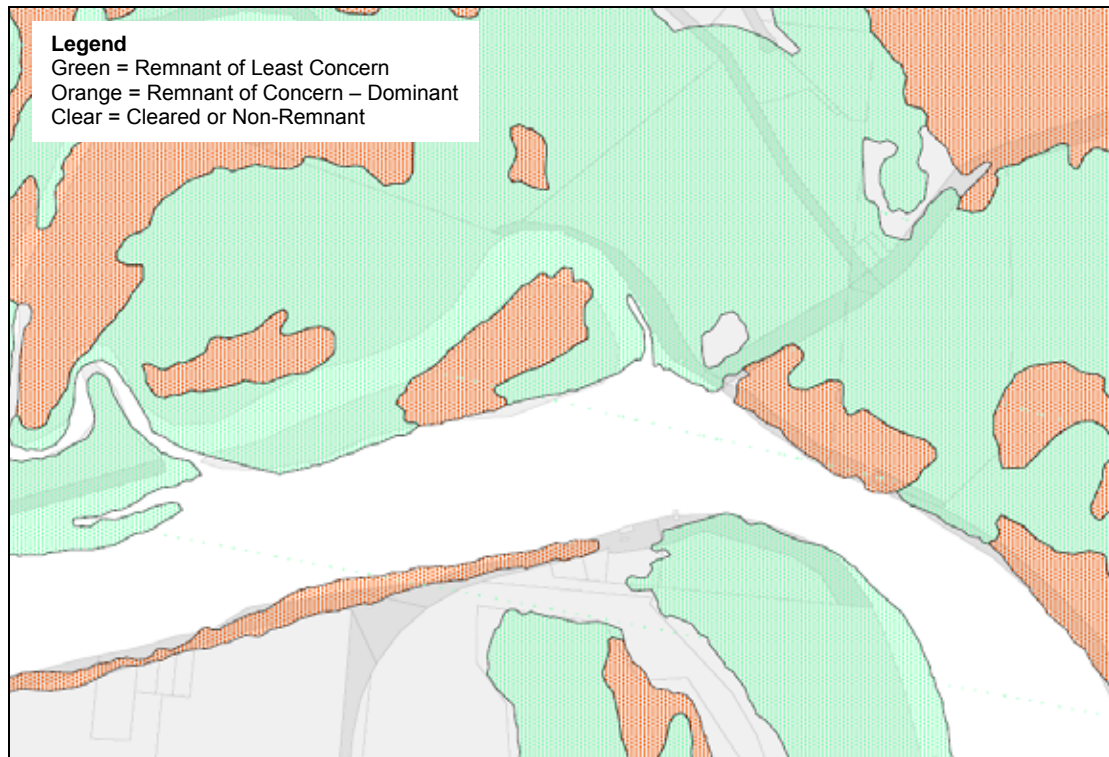 Legend
Green = Remnant of Least Concern
Orange = Remnant of Concern – Dominant
Clear = Cleared or Non-Remnant